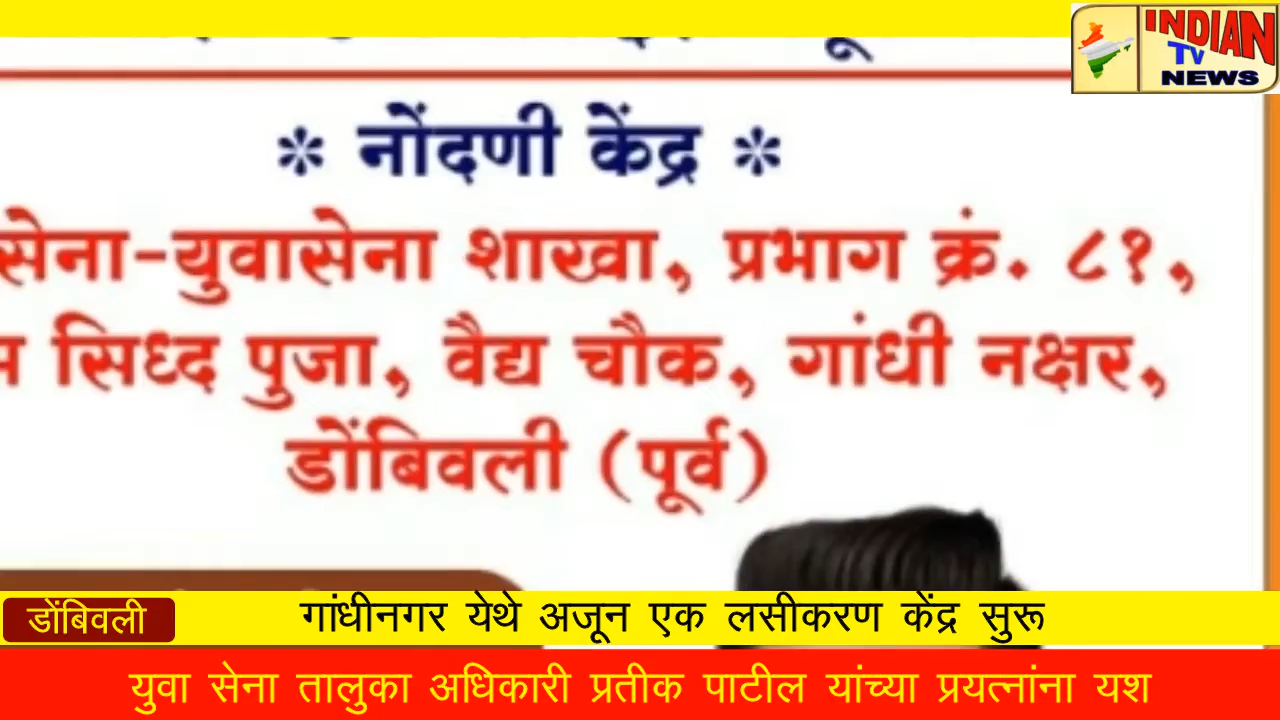 INDIAN
TV
NEWS
* नोंदणी केंद्र *
सेना-युवासेना शाखा, प्रभाग क्रं. ८१,
सिध्द पुजा, वैद्य चौक, गांधी नक्षर,
डोंबिवली (पूर्व)
डोंबिवली
गांधीनगर येथे अजून एक लसीकरण केंद्र सुरू
युवा सेना तालुका अधिकारी प्रतीक पाटील यांच्या प्रयत्नांना यश